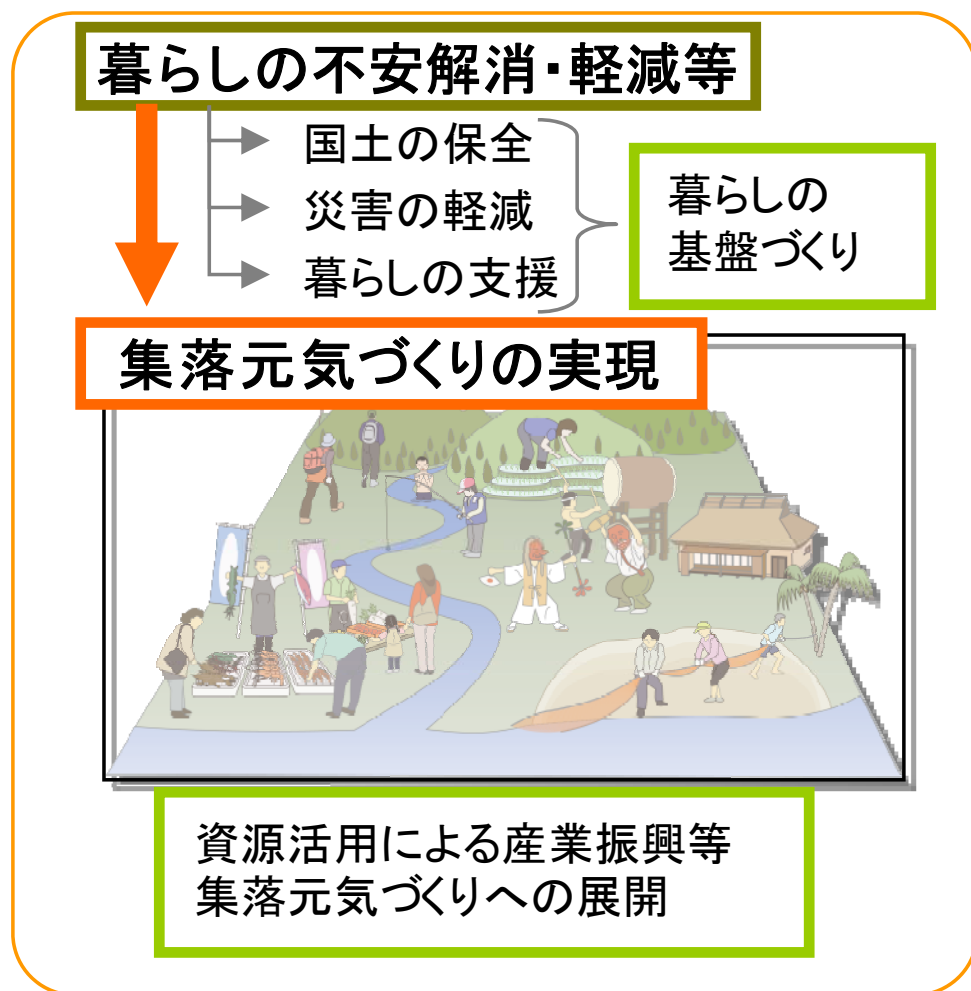 暮らしの不安解消・軽減等
国土の保全
災害の軽減
暮らしの支援
暮らしの
基盤づくり
集落元気づくりの実現
資源活用による産業振興等
集落元気づくりへの展開